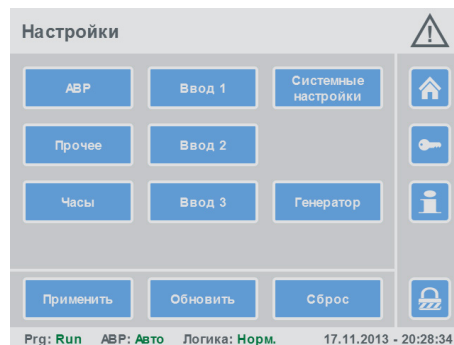 Настройки
АВР
Ввод 1
Системные
настройки
Прочее
Ввод 2
Часы
Ввод 3
Генератор
Применить
Обновить
Сброс
Prg: Run АВР: Авто Логика: Норм. 17.11.2013 - 20:28:34